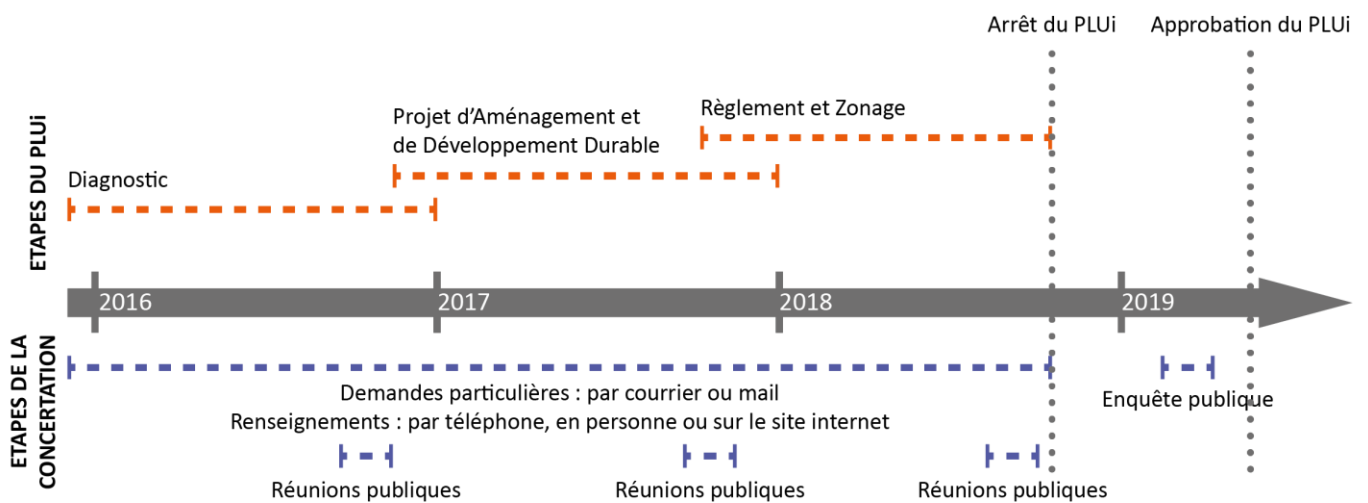 Arrêt du PLUi
Approbation du PLUi
ETAPES DU PLUi
Projet d'Aménagement et
de Développement Durable
Règlement et Zonage
Diagnostic
2016
2017
2018
2019
ETAPES DE LA
CONCERTATION
Demandes particulières : par courrier ou mail
Renseignements : par téléphone, en personne ou sur le site internet
Enquête publique
Réunions publiques
Réunions publiques
Réunions publiques